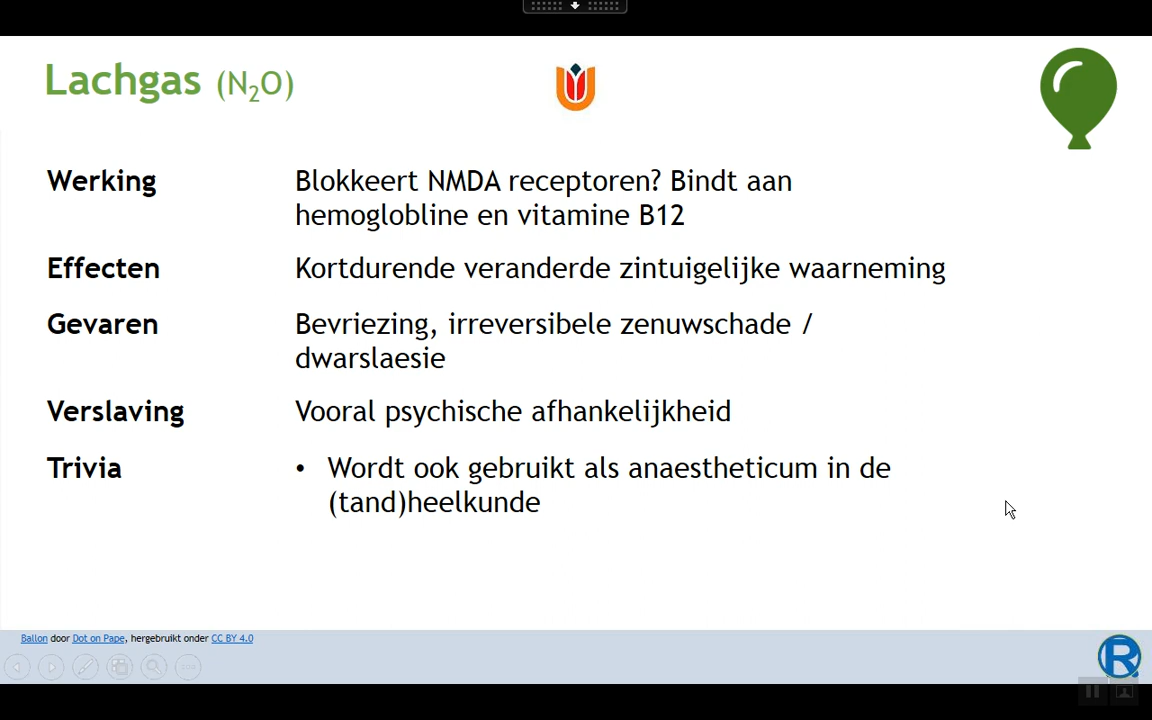 Lachgas (N₂O)
Werking
Blokkeert NMDA receptoren? Bindt aan
hemoglobline en vitamine B12
Effecten
Kortdurende veranderde zintuigelijke waarneming
Gevaren
Bevriezing, irreversibele zenuwschade /
dwarslaesie
Verslaving
Vooral psychische afhankelijkheid
Trivia
• Wordt ook gebruikt als anaestheticum in de
(tand)heelkunde
Ballon door Dot on Pape, hergebruikt onder CC BY 4.0
R